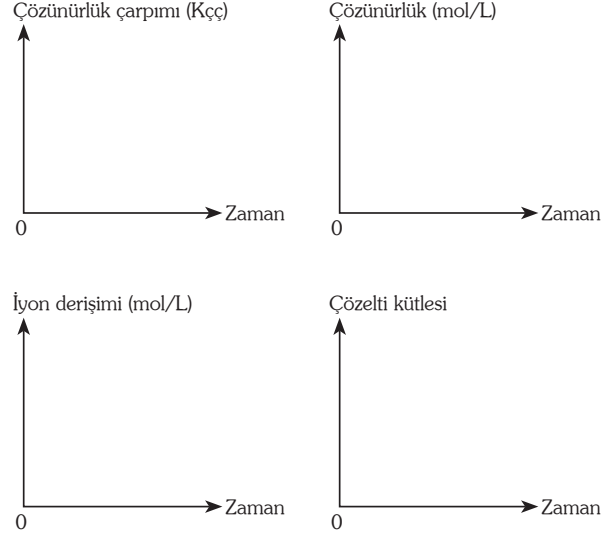 Çözünürlük çarpımı (Kçç)
Çözünürlük (mol/L)
Zaman
0
Zaman
0
İyon derişimi (mol/L)
Çözelti kütlesi
Zaman
0
Zaman
0